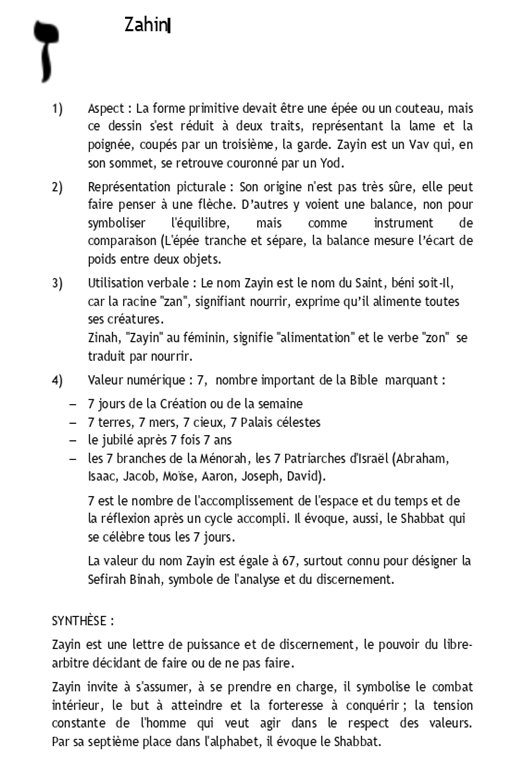 ז
Zahin
1) Aspect : La forme primitive devait être une épée ou un couteau, mais
ce dessin s'est réduit à deux traits, représentant la lame et la
poignée, coupés par un troisième, la garde. Zayin est un Vav qui, en
son sommet, se retrouve couronné par un Yod.
2) Représentation picturale : Son origine n'est pas très sûre, elle peut
faire penser à une flèche. D’autres y voient une balance, non pour
symboliser l'équilibre, mais comme instrument de
comparaison (L'épée tranche et sépare, la balance mesure l’écart de
poids entre deux objets.
3) Utilisation verbale : Le nom Zayin est le nom du Saint, béni soit-Il,
car la racine "zan", signifiant nourrir, exprime qu’il alimente toutes
ses créatures.
Zinah, "Zayin" au féminin, signifie "alimentation" et le verbe "zon" se
traduit par nourrir.
4) Valeur numérique : 7, nombre important de la Bible marquant :
– 7 jours de la Création ou de la semaine
– 7 terres, 7 mers, 7 cieux, 7 Palais célestes
– le jubilé après 7 fois 7 ans
– les 7 branches de la Ménorah, les 7 Patriarches d'Israël (Abraham,
Isaac, Jacob, Moïse, Aaron, Joseph, David).
7 est le nombre de l'accomplissement de l'espace et du temps et de
la réflexion après un cycle accompli. Il évoque, aussi, le Shabbat qui
se célèbre tous les 7 jours.
La valeur du nom Zayin est égale à 67, surtout connu pour désigner la
Sefirah Binah, symbole de l'analyse et du discernement.
SYNTHÈSE :
Zayin est une lettre de puissance et de discernement, le pouvoir du libre-
arbitre décidant de faire ou de ne pas faire.
Zayin invite à s'assumer, à se prendre en charge, il symbolise le combat
intérieur, le but à atteindre et la forteresse à conquérir ; la tension
constante de l'homme qui veut agir dans le respect des valeurs.
Par sa septième place dans l'alphabet, il évoque le Shabbat.